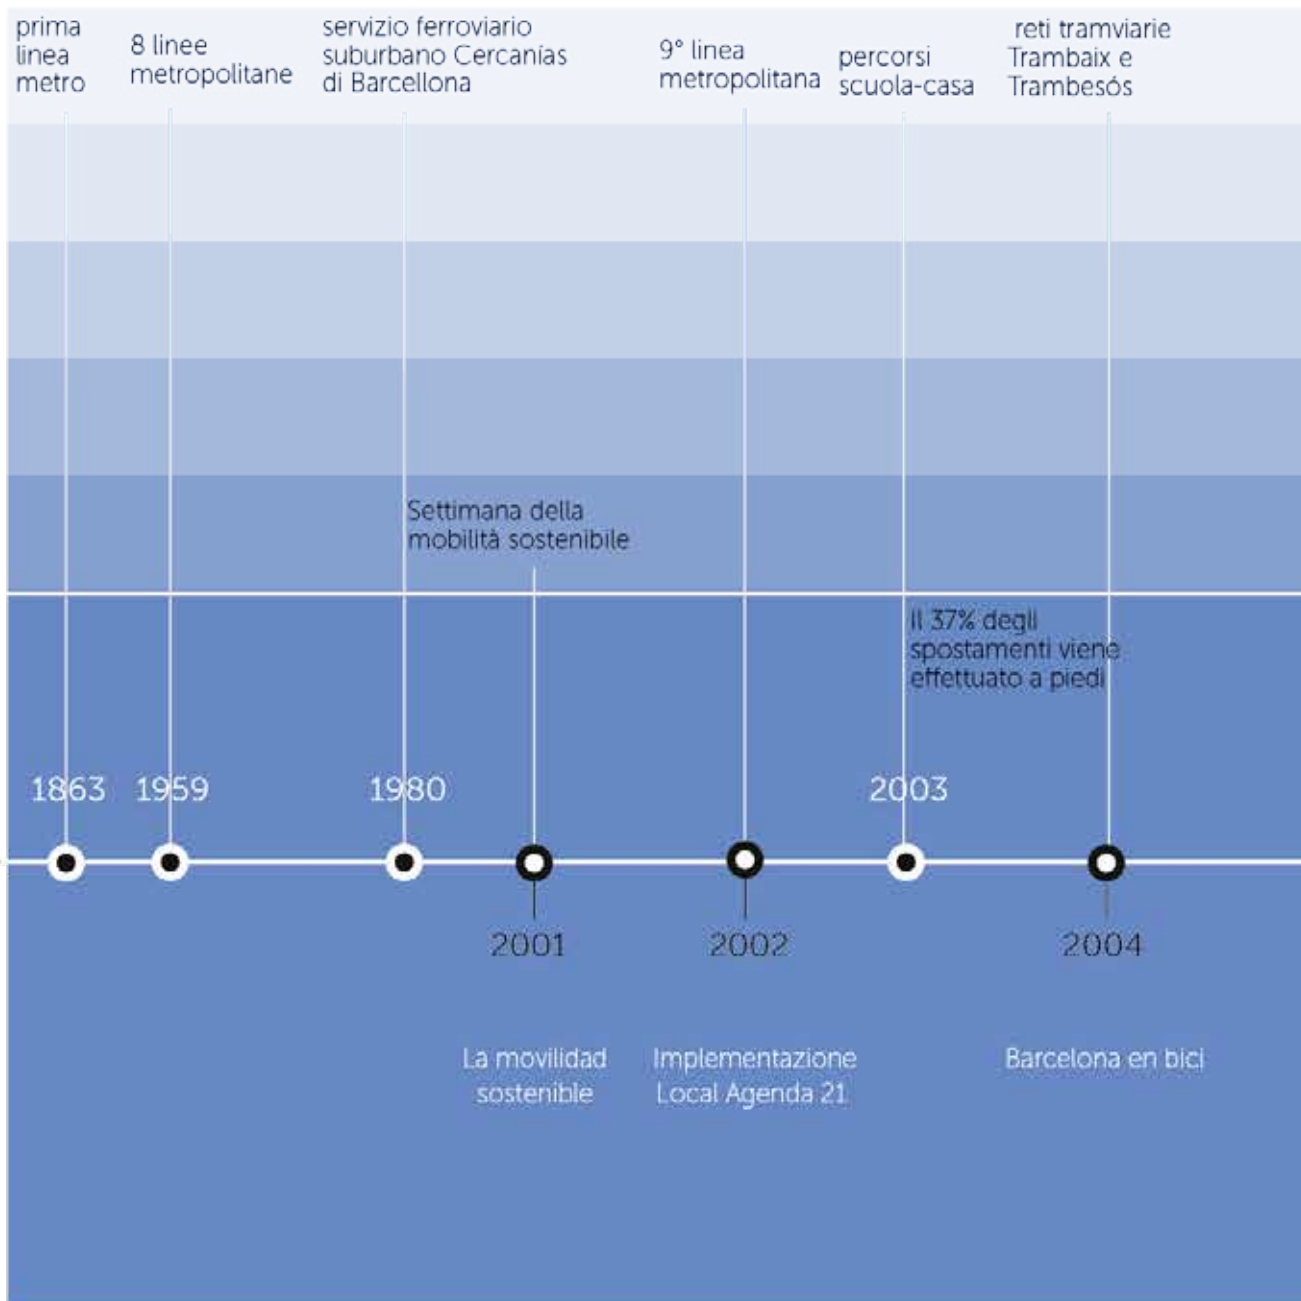 prima
linea
metro
8 linee
metropolitane
servizio ferroviario
suburbano Cercanías
di Barcellona
9° linea
metropolitana
percorsi
scuola-casa
reti tramviarie
Trambaix e
Trambesós
Settimana della
mobilità sostenibile
Il 37% degli
spostamenti viene
effettuato a piedi
1863
1959
1980
2003
2001
2002
2004
La movilidad
sostenible
Implementazione
Local Agenda 21
Barcelona en bici